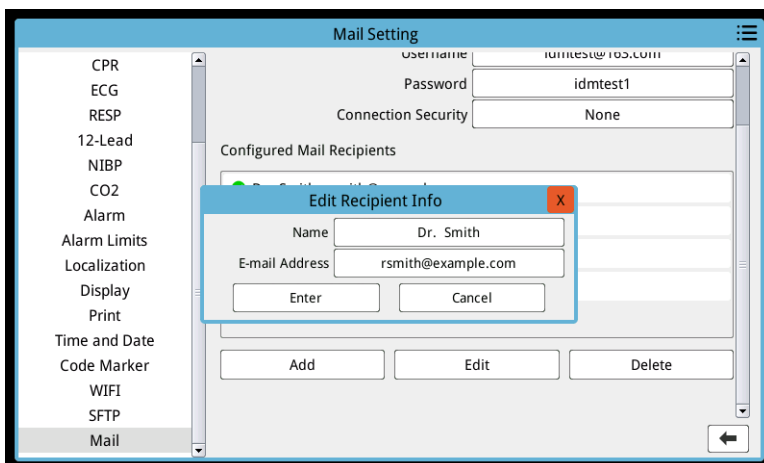 Mail Setting
CPR
ECG
RESP
12-Lead
NIBP
CO2
Alarm
Alarm Limits
Localization
Display
Print
Time and Date
Code Marker
WIFI
SFTP
Mail
Username
Password idmtest1
Connection Security None
Configured Mail Recipients
Edit Recipient Info X
Name Dr. Smith
E-mail Address rsmith@example.com
Enter Cancel
Add Edit Delete